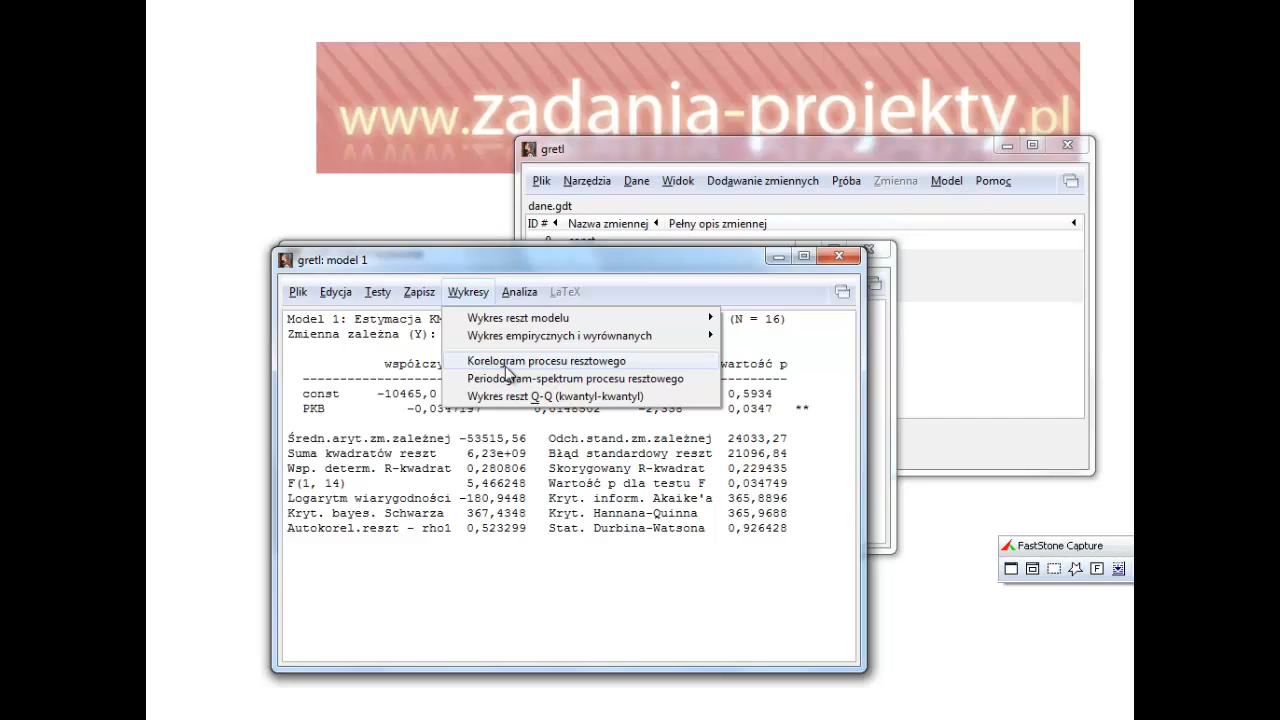 www.zadania-projekty.pl
gretl
Plik Narzędzia Dane Widok Dodawanie zmiennych Próba Zmienna Model Pomoc
dane.gdt
ID # Nazwa zmiennej Pełny opis zmiennej
gretl: model 1
Plik Edycja Testy Zapisz Wykresy Analiza LaTeX
Wykres reszt modelu
Wykres empirycznych i wyrównanych
Korelogram procesu resztowego
Periodogram-spektrum procesu resztowego
Wykres reszt Q-Q (kwantyl-kwantyl)
Model 1: Estymacja (N = 16)
Zmienna zależna (Y):
const -10465,0 0,5934
PKB -0,0347197 0,0148502 -2,338 0,0347 **
Średn.aryt.zm.zależnej -53515,56 Odch.stand.zm.zależnej 24033,27
Suma kwadratów reszt 6,23e+09 Błąd standardowy reszt 21096,84
Wsp. determ. R-kwadrat 0,280806 Skorygowany R-kwadrat 0,229435
F(1, 14) 5,466248 Wartość p dla testu F 0,034749
Logarytm wiarygodności -180,9448 Kryt. inform. Akaike'a 365,8896
Kryt. bayes. Schwarza 367,4348 Kryt. Hannana-Quinna 365,9688
Autokorel.reszt - rho1 0,523299 Stat. Durbina-Watsona 0,926428
FastStone Capture